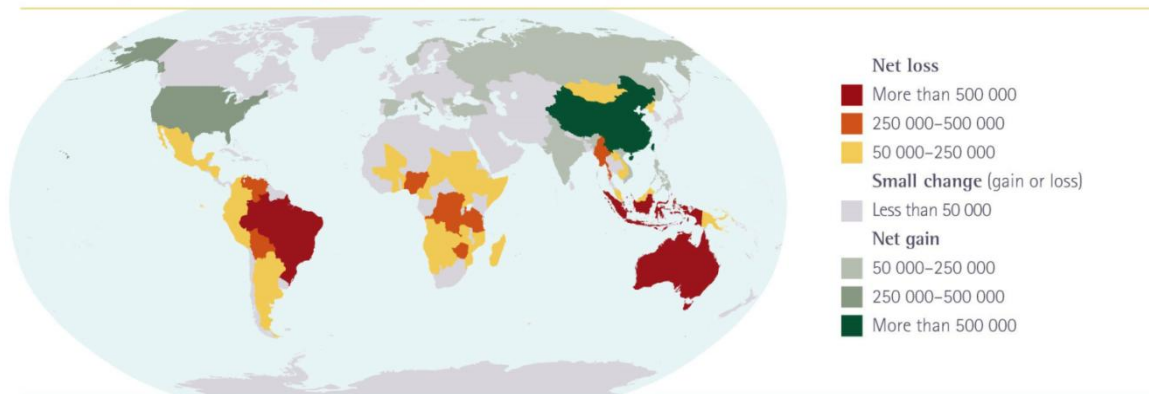 Net loss
More than 500 000
250 000–500 000
50 000–250 000
Small change (gain or loss)
Less than 50 000
Net gain
50 000–250 000
250 000–500 000
More than 500 000